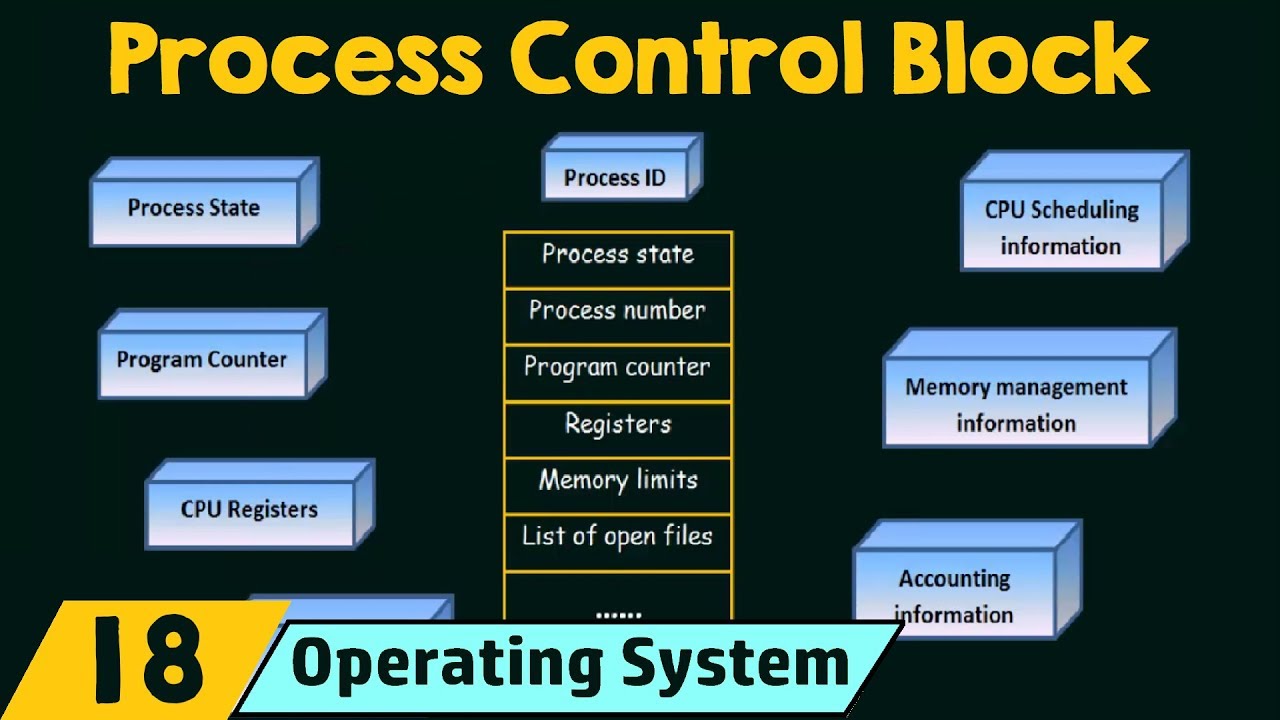 Process Control Block
Process State
Program Counter
CPU Registers
Process ID
Process state
Process number
Program counter
Registers
Memory limits
List of open files
......
CPU Scheduling
information
Memory management
information
Accounting
information
18
Operating System